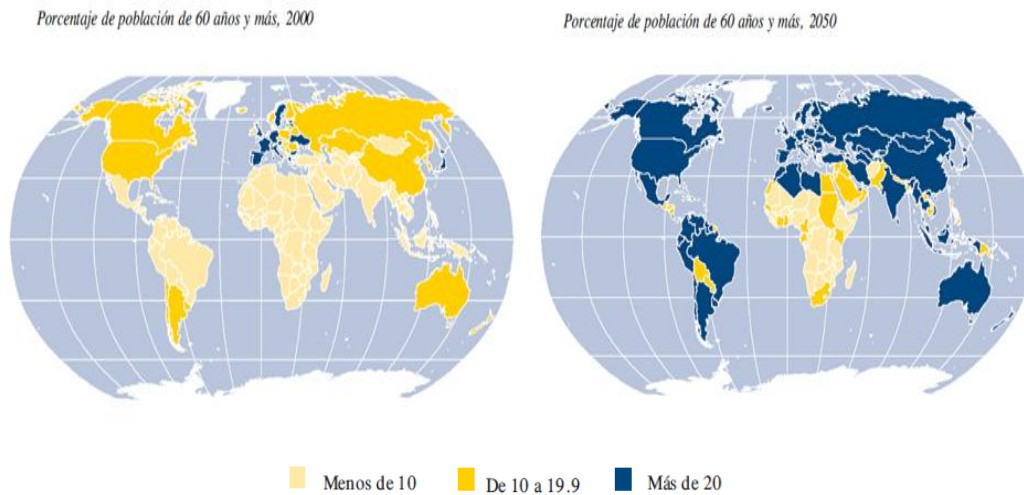 Porcentaje de población de 60 años y más, 2000
Porcentaje de población de 60 años y más, 2050
Menos de 10
De 10 a 19.9
Más de 20